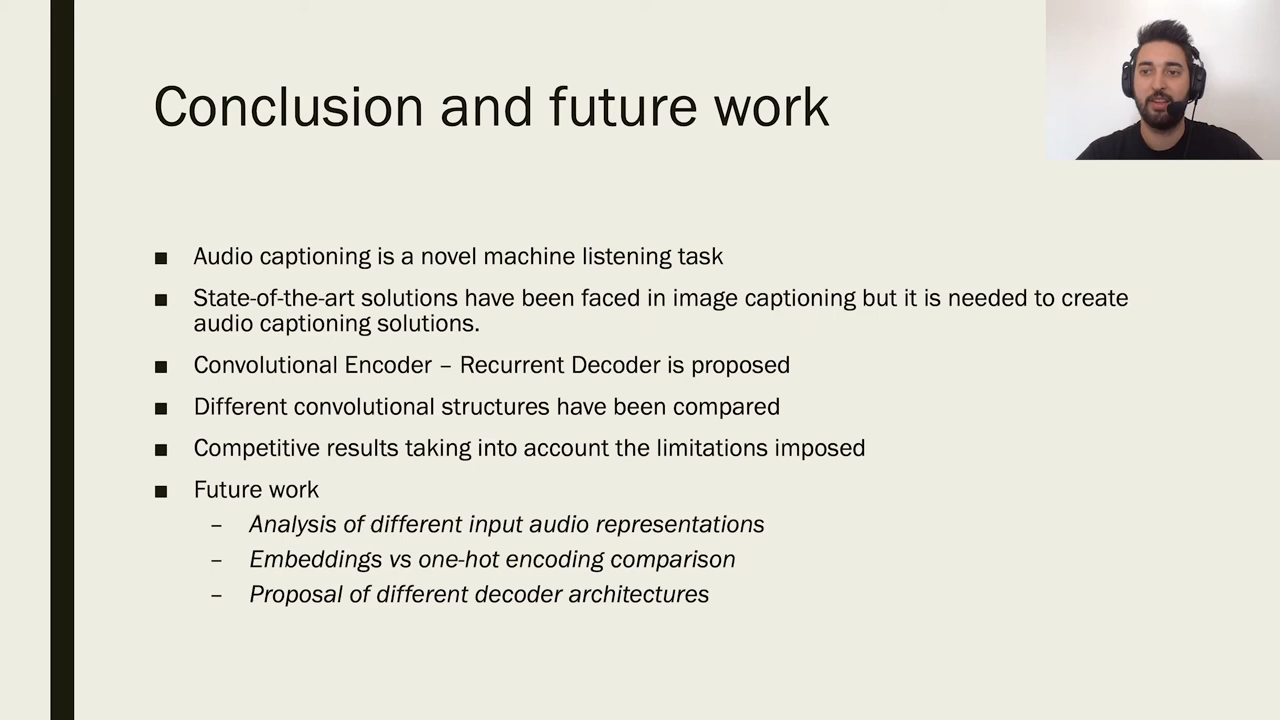 Conclusion and future work
■ Audio captioning is a novel machine listening task
■ State-of-the-art solutions have been faced in image captioning but it is needed to create
audio captioning solutions.
■ Convolutional Encoder – Recurrent Decoder is proposed
■ Different convolutional structures have been compared
■ Competitive results taking into account the limitations imposed
■ Future work
– Analysis of different input audio representations
– Embeddings vs one-hot encoding comparison
– Proposal of different decoder architectures